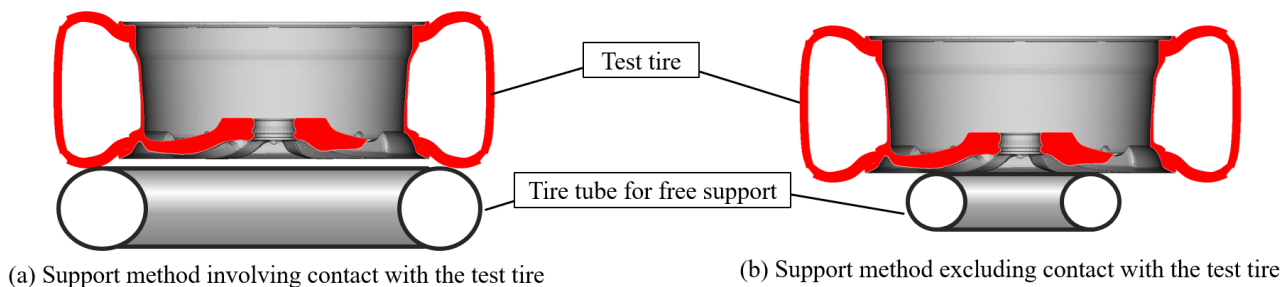 Test tire
Tire tube for free support
(a) Support method involving contact with the test tire
(b) Support method excluding contact with the test tire